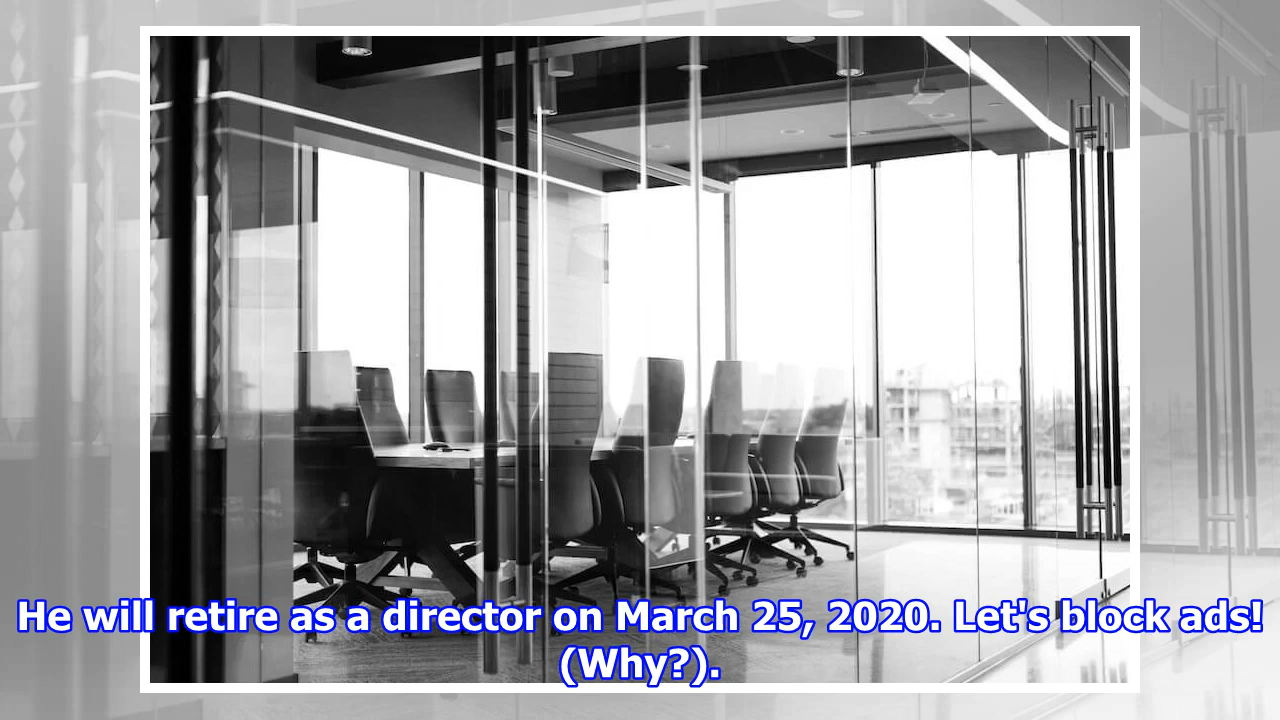 He will retire as a director on March 25, 2020. Let's block ads!
(Why?).